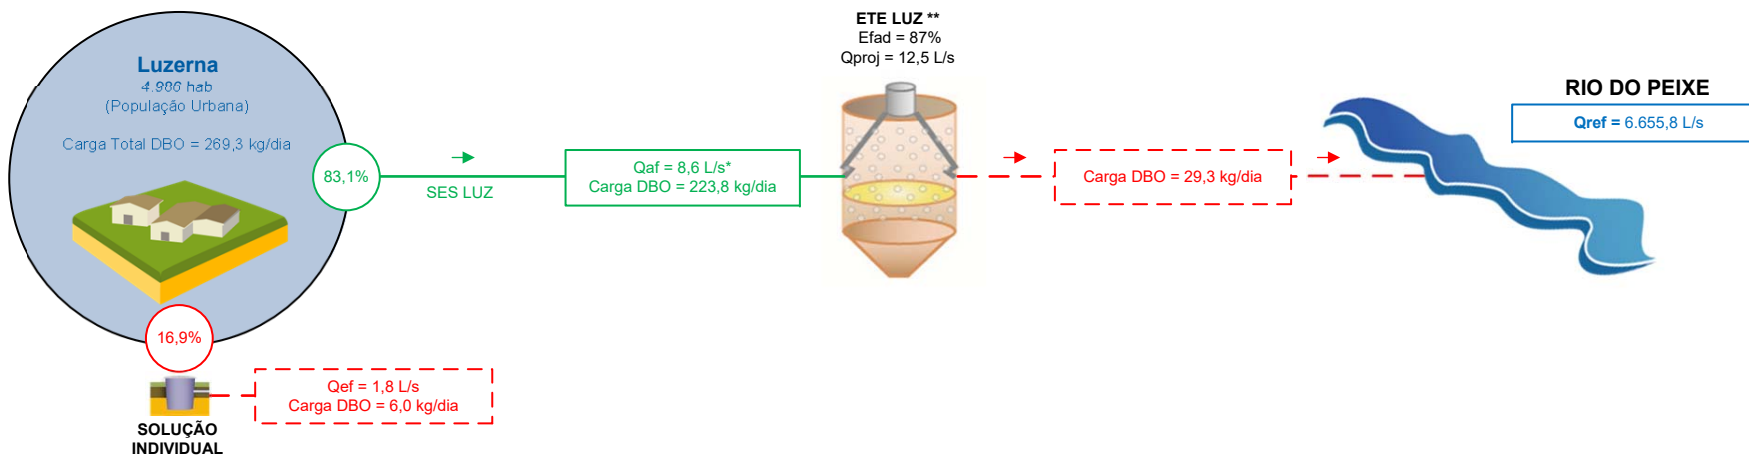 Luzerna
4.986 hab
(População Urbana)
Carga Total DBO = 269,3 kg/dia
83,1%
16,9%
SOLUÇÃO
INDIVIDUAL
Qef = 1,8 L/s
Carga DBO = 6,0 kg/dia
SES LUZ
Qaf = 8,6 L/s*
Carga DBO = 223,8 kg/dia
ETE LUZ **
Efad = 87%
Qproj = 12,5 L/s
Carga DBO = 29,3 kg/dia
RIO DO PEIXE
Qref = 6.655,8 L/s